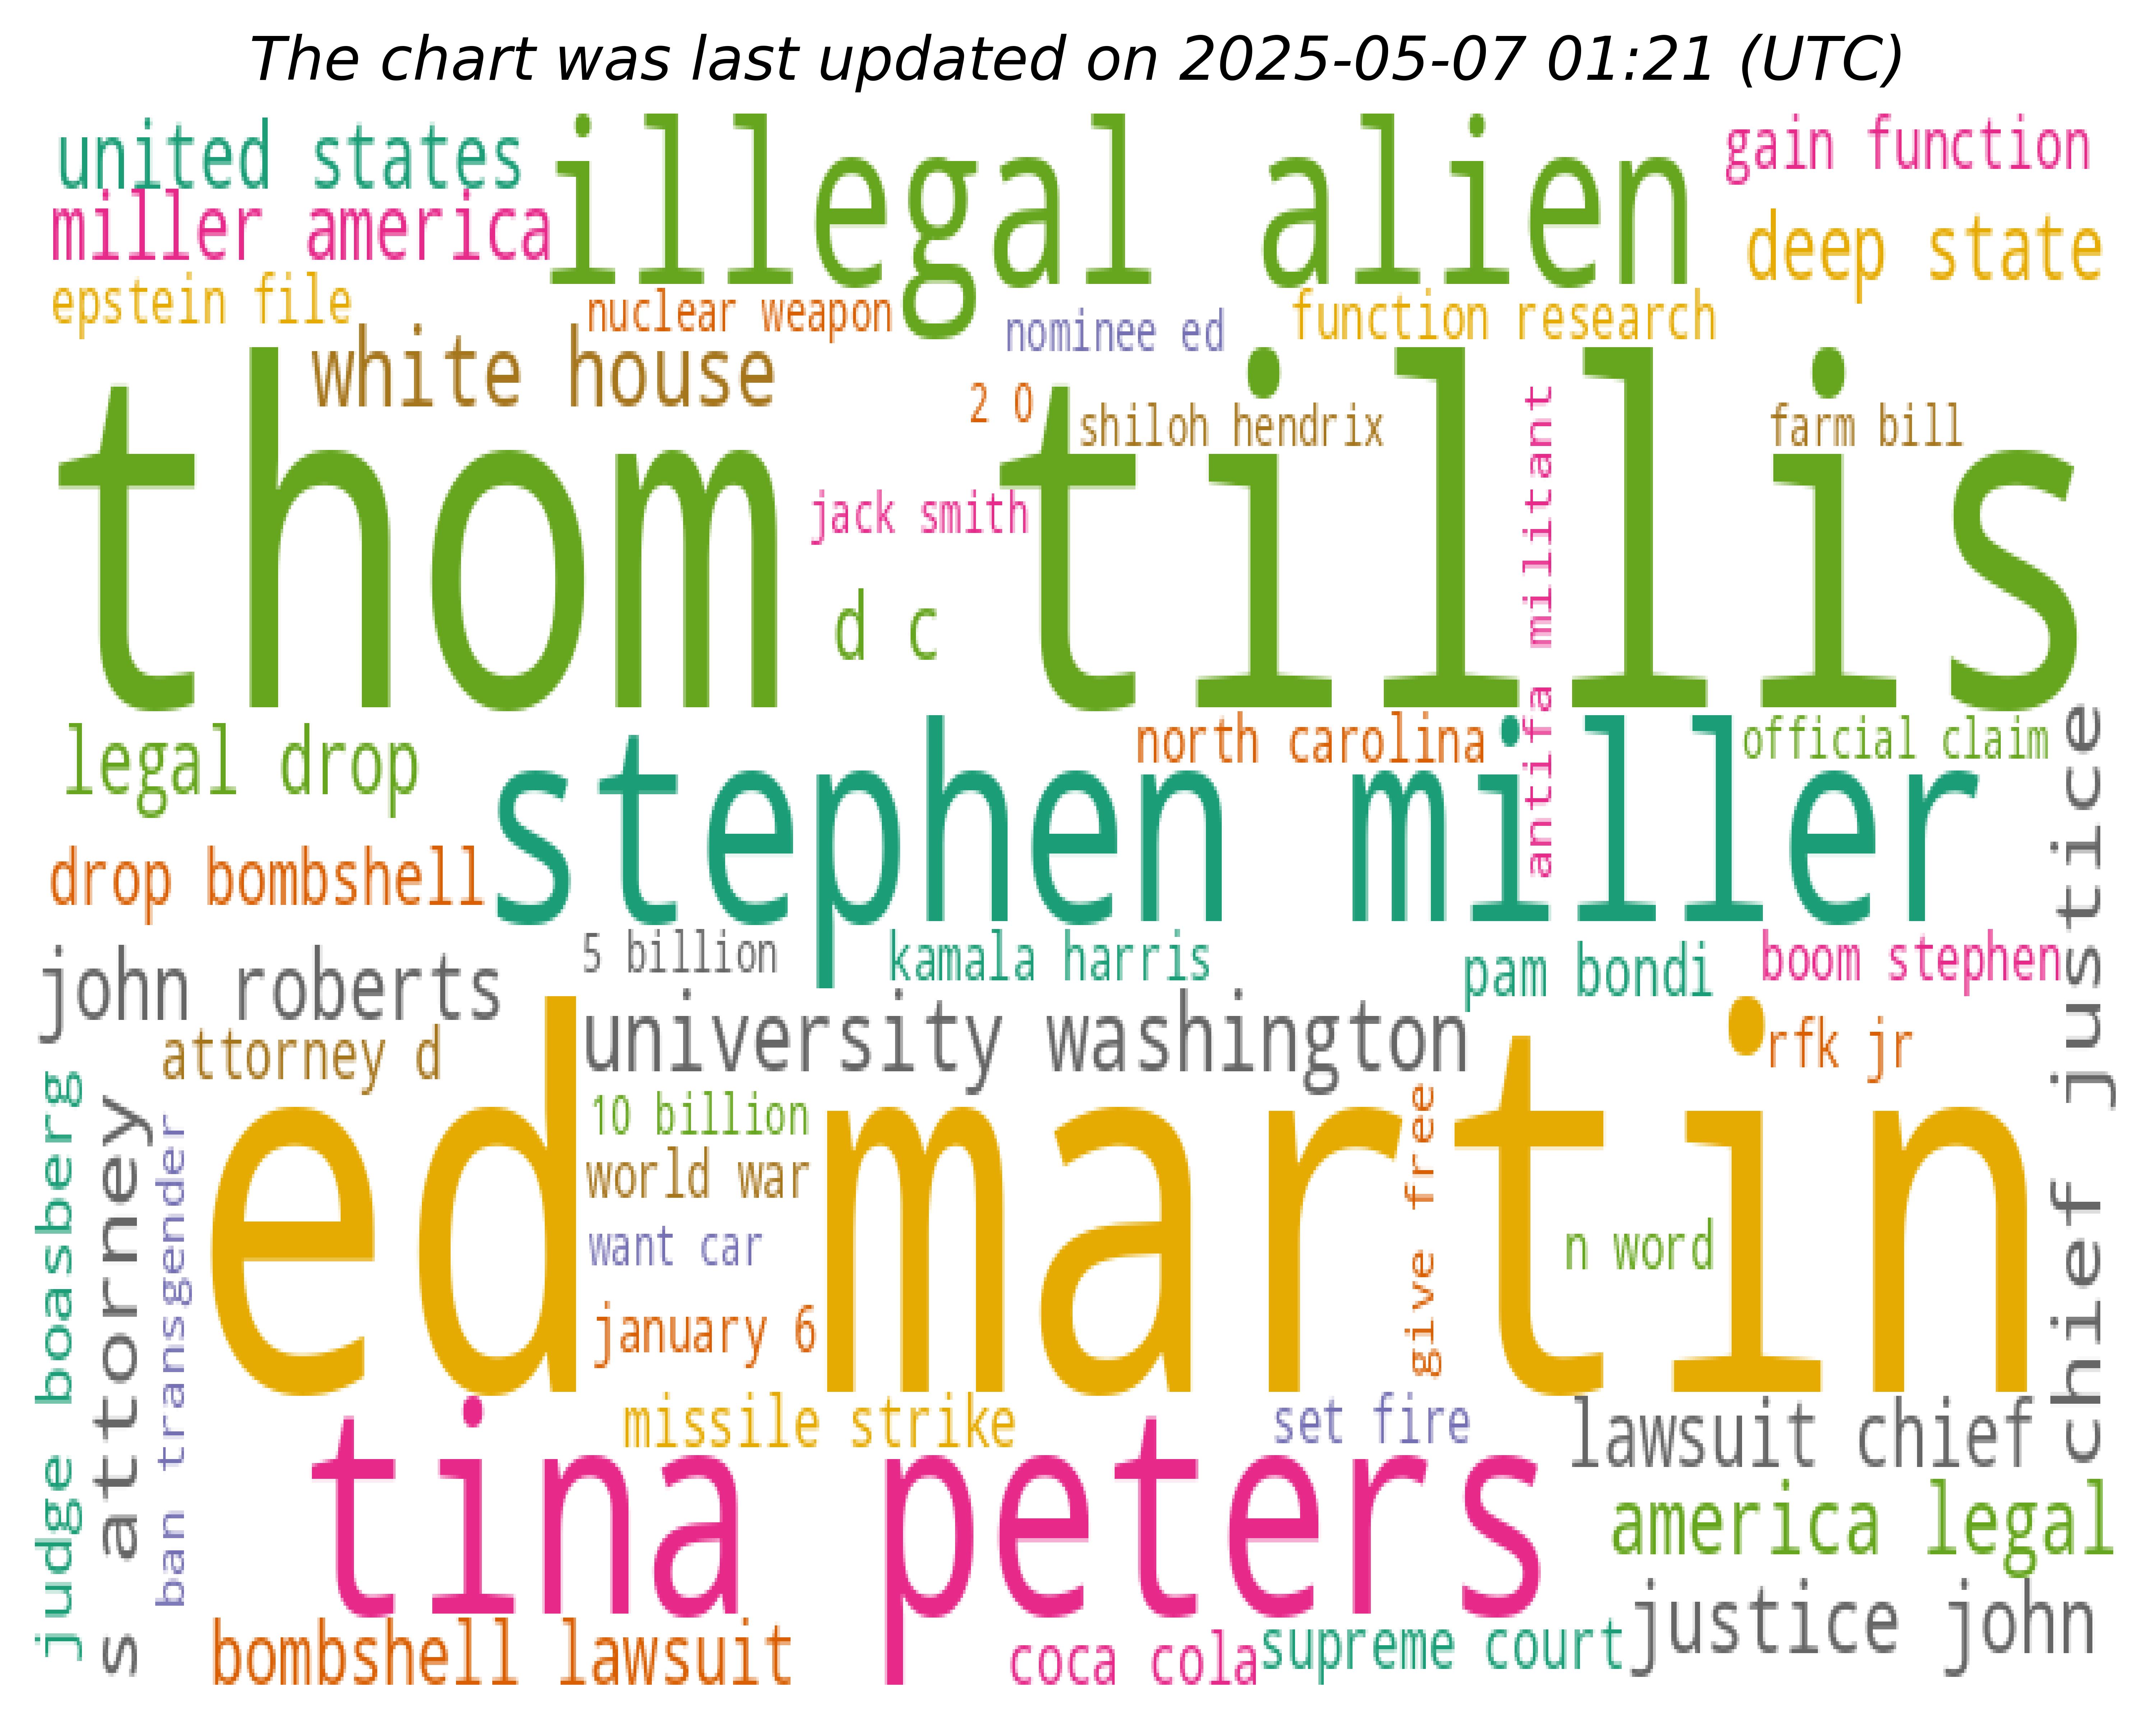 The chart was last updated on 2025-05-07 01:21 (UTC)
united states
illegal alien
gain function
miller america
deep state
epstein file
nuclear weapon
nominee ed
function research
white house
2 0
shiloh hendrix
farm bill
thom tillis
antifa militant
jack smith
d c
legal drop
north carolina
official claim
stephen miller
chief justice
drop bombshell
john roberts
5 billion
kamala harris
pam bondi
boom stephen
attorney d
university washington
rfk jr
judge boasberg
s attorney
ban transgender
ed martin
10 billion
world war
give free
want car
n word
january 6
missile strike
set fire
lawsuit chief
tina peters
america legal
bombshell lawsuit
coca cola
supreme court
justice john